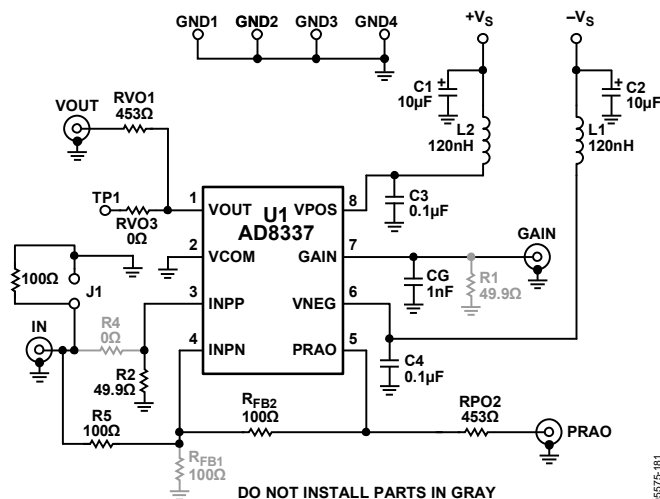 GND1 GND2 GND3 GND4
+VS
–VS
C1
10µF
C2
10µF
VOUT
RVO1
453Ω
L2
120nH
L1
120nH
TP1
RVO3
0Ω
C3
0.1µF
1 VOUT
U1
AD8337
VPOS 8
2 VCOM
GAIN 7
3 INPP
VNEG 6
4 INPN
PRAO 5
GAIN
CG
1nF
R1
49.9Ω
100Ω
J1
IN
R4
0Ω
R2
49.9Ω
C4
0.1µF
R5
100Ω
RFB2
100Ω
RPO2
453Ω
PRAO
RFB1
100Ω
DO NOT INSTALL PARTS IN GRAY